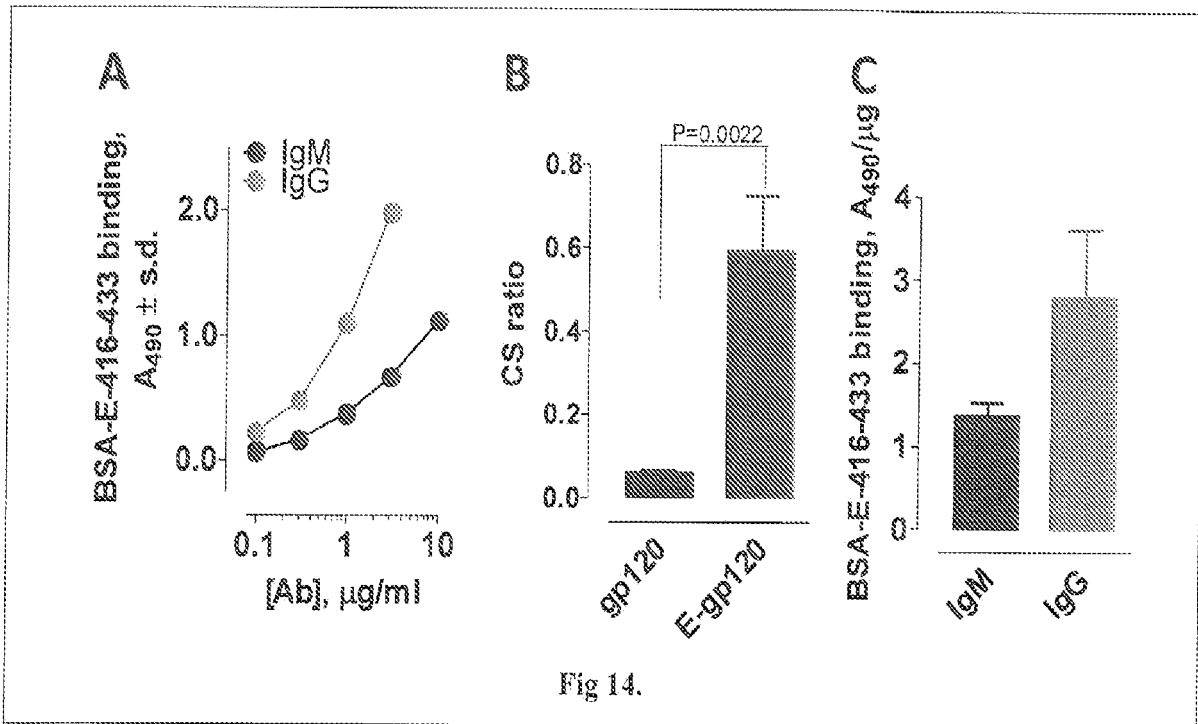 A
BSA-E-416-433 binding,
A490 ± s.d.
IgM
IgG
2.0
1.0
0.0
0.1 1 10
[Ab], μg/ml
B
P=0.0022
CS ratio
0.8
0.6
0.4
0.2
0.0
gp120
E-gp120
C
BSA-E-416-433 binding, A490/μg
4
3
2
1
0
IgM
IgG
Fig 14.